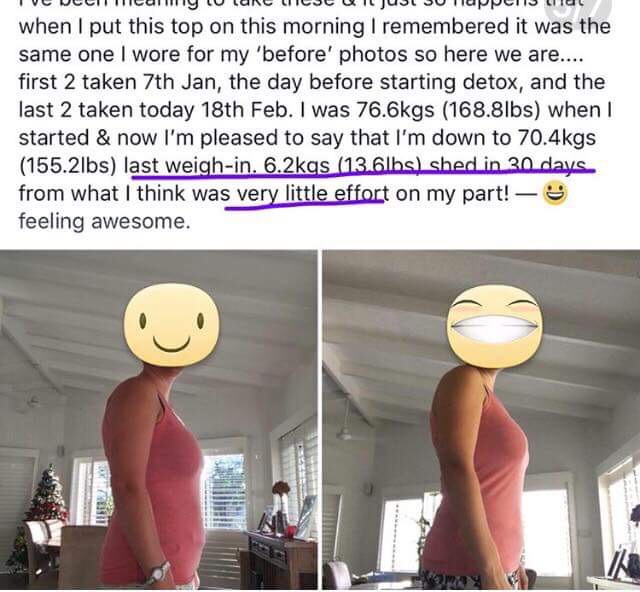 when I put this top on this morning I remembered it was the
same one I wore for my ‘before’ photos so here we are....
first 2 taken 7th Jan, the day before starting detox, and the
last 2 taken today 18th Feb. I was 76.6kgs (168.8lbs) when I
started & now I’m pleased to say that I’m down to 70.4kgs
(155.2lbs) last weigh-in. 6.2kgs (13.6lbs) shed in 30 days
from what I think was very little effort on my part! — 😀
feeling awesome.